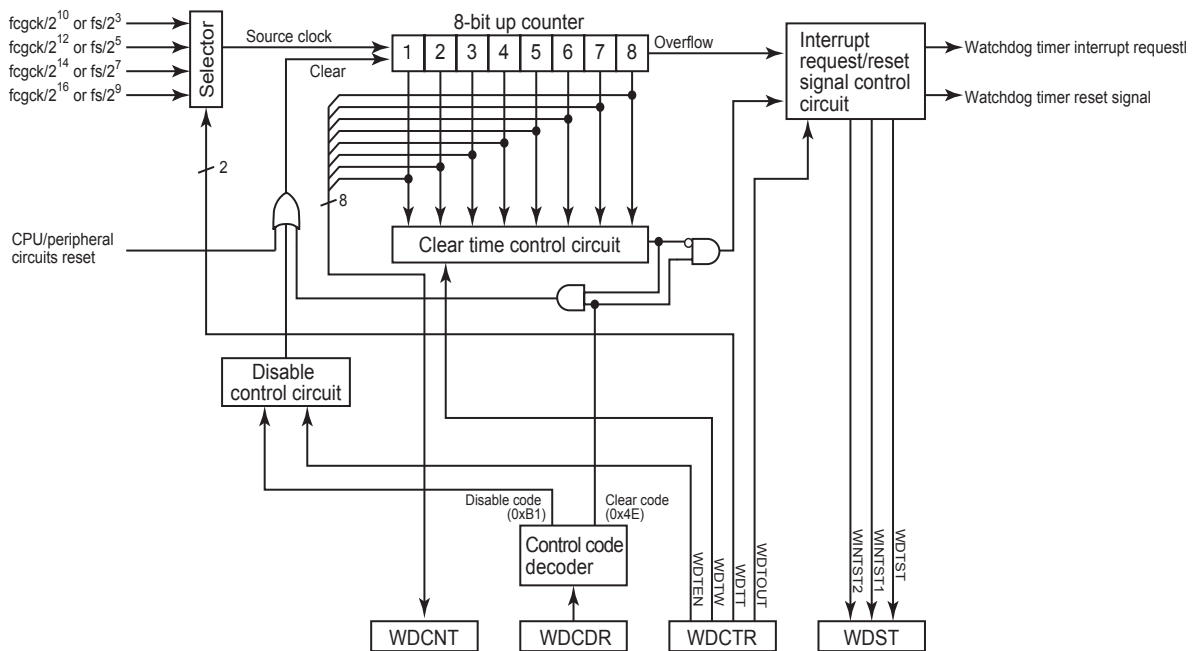 8-bit up counter
fcgck/2^10 or fs/2^3
fcgck/2^12 or fs/2^5
fcgck/2^14 or fs/2^7
fcgck/2^16 or fs/2^9
Selector
Source clock
Clear
1 2 3 4 5 6 7 8
Overflow
Interrupt
request/reset
signal control
circuit
Watchdog timer interrupt requestl
Watchdog timer reset signal
2
8
CPU/peripheral
circuits reset
Clear time control circuit
Disable
control circuit
Disable code
(0xB1)
Clear code
(0x4E)
Control code
decoder
WDTEN
WDTW
WDTT
WDTOUT
WINTST2
WINTST1
WDTST
WDCNT
WDCDR
WDCTR
WDST